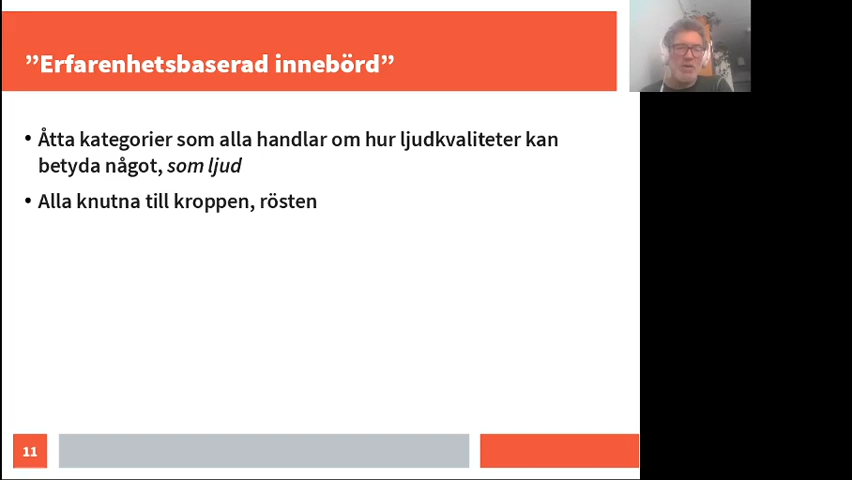 ”Erfarenhetsbaserad innebörd”
• Åtta kategorier som alla handlar om hur ljudkvaliteter kan
betyda något, som ljud
• Alla knutna till kroppen, rösten
11